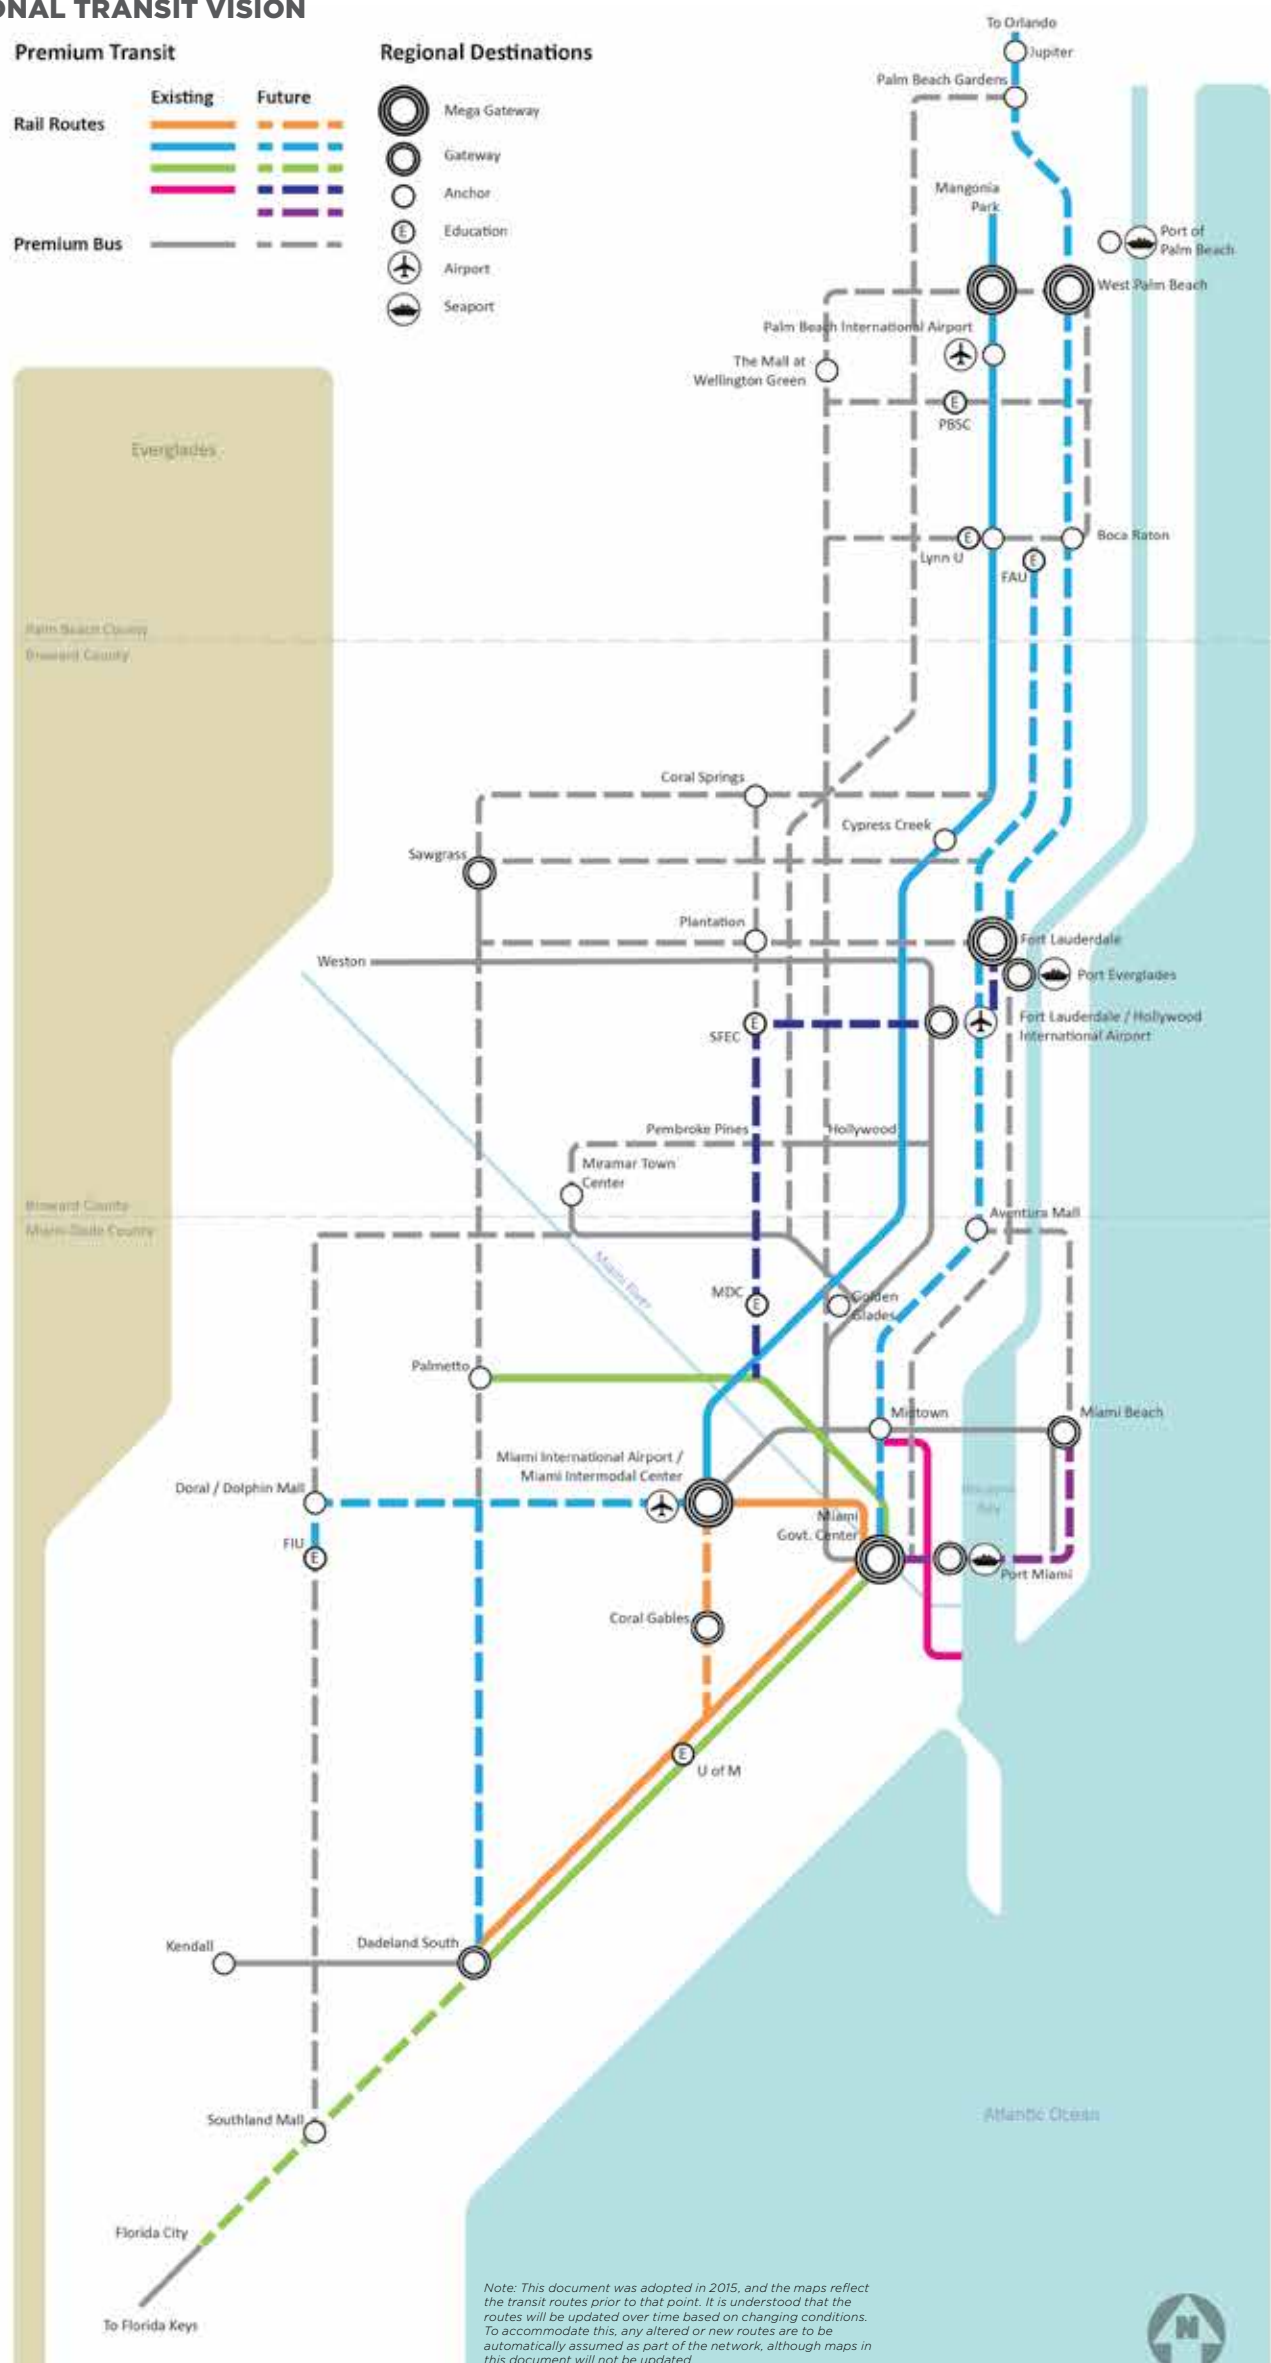 ONAL TRANSIT VISION
Premium Transit
Existing
Future
Rail Routes
Premium Bus
Regional Destinations
Mega Gateway
Gateway
Anchor
E
Education
Airport
Seaport
To Orlando
Jupiter
Palm Beach Gardens
Mangonia
Park
Port of
Palm Beach
West Palm Beach
Palm Beach International Airport
The Mall at
Wellington Green
E
PBSC
Everglades
E
Lynn U
Boca Raton
E
FAU
Palm Beach County
Broward County
Coral Springs
Cypress Creek
Sawgrass
Plantation
Fort Lauderdale
Weston
Port Everglades
E
SFEC
Fort Lauderdale / Hollywood
International Airport
Pembroke Pines
Hollywood
Miramar Town
Center
Broward County
Miami-Dade County
Aventura Mall
Miami River
MDC
E
Golden
Glades
Palmetto
Midtown
Miami Beach
Miami International Airport /
Miami Intermodal Center
Doral / Dolphin Mall
Biscayne
Bay
Miami
Govt. Center
FIU
E
Port Miami
Coral Gables
E
U of M
Kendall
Dadeland South
Southland Mall
Atlantic Ocean
Florida City
To Florida Keys
Note: This document was adopted in 2015, and the maps reflect
the transit routes prior to that point. It is understood that the
routes will be updated over time based on changing conditions.
To accommodate this, any altered or new routes are to be
automatically assumed as part of the network, although maps in
this document will not be updated.
N